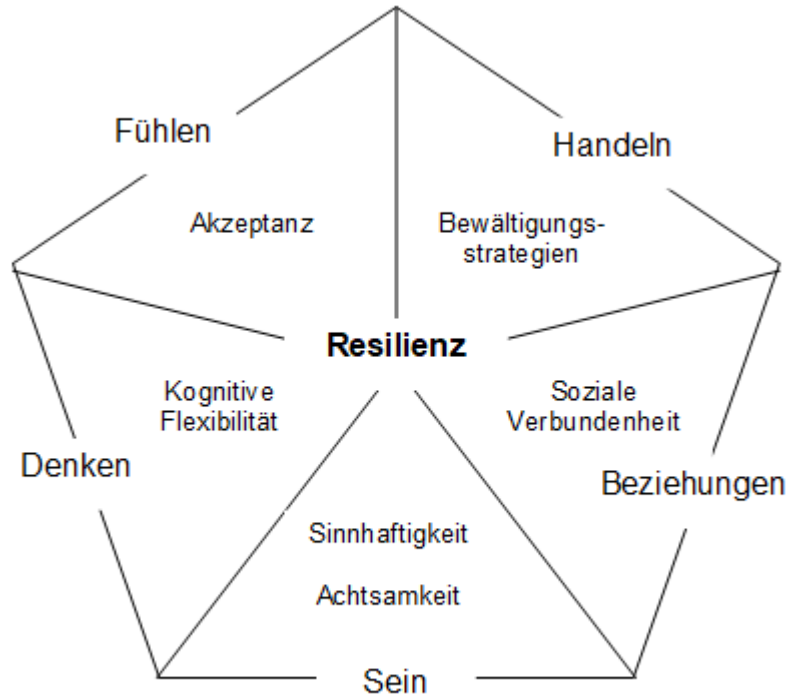 Fühlen
Handeln
Akzeptanz
Bewältigungs-
strategien
Resilienz
Kognitive
Flexibilität
Soziale
Verbundenheit
Denken
Beziehungen
Sinnhaftigkeit
Achtsamkeit
Sein